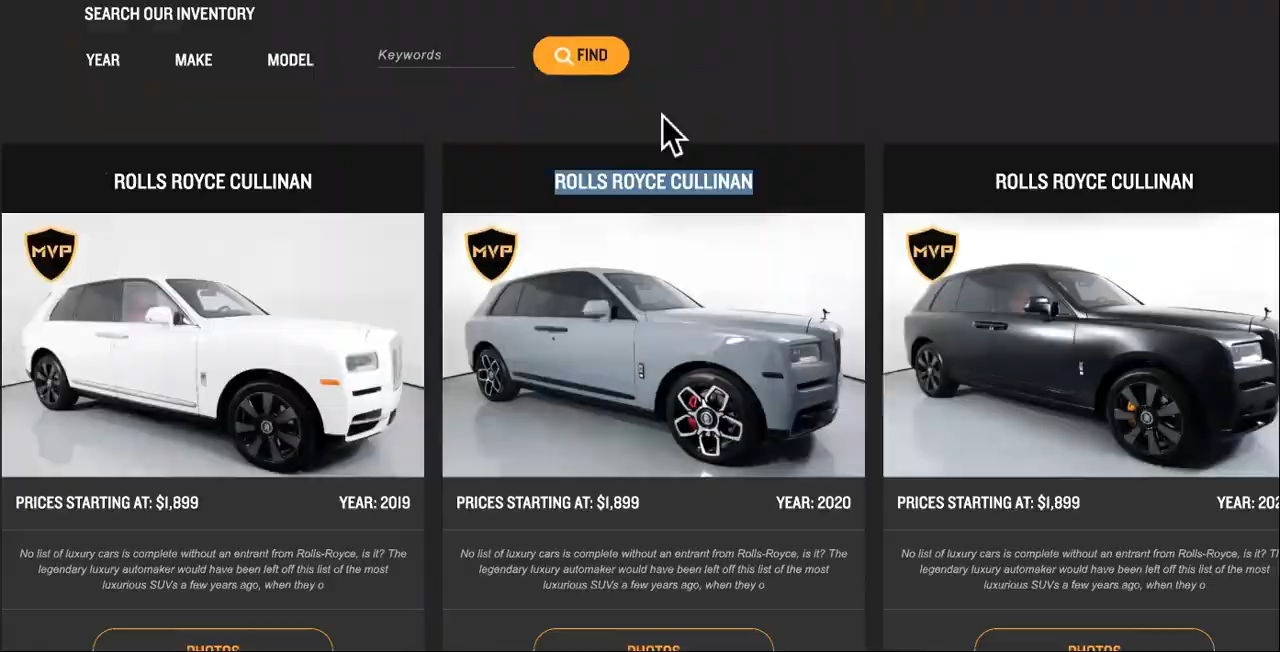 SEARCH OUR INVENTORY
YEAR MAKE MODEL Keywords FIND
ROLLS ROYCE CULLINAN
MVP
PRICES STARTING AT: $1,899 YEAR: 2019
No list of luxury cars is complete without an entrant from Rolls-Royce, is it? The
legendary luxury automaker would have been left off this list of the most
luxurious SUVs a few years ago, when they o
PHOTOS
ROLLS ROYCE CULLINAN
MVP
PRICES STARTING AT: $1,899 YEAR: 2020
No list of luxury cars is complete without an entrant from Rolls-Royce, is it? The
legendary luxury automaker would have been left off this list of the most
luxurious SUVs a few years ago, when they o
PHOTOS
ROLLS ROYCE CULLINAN
MVP
PRICES STARTING AT: $1,899 YEAR:
No list of luxury cars is complete without an entrant from Rolls-Royce, is it?
legendary luxury automaker would have been left off this list of the most
luxurious SUVs a few years ago, when they o
PHOTOS